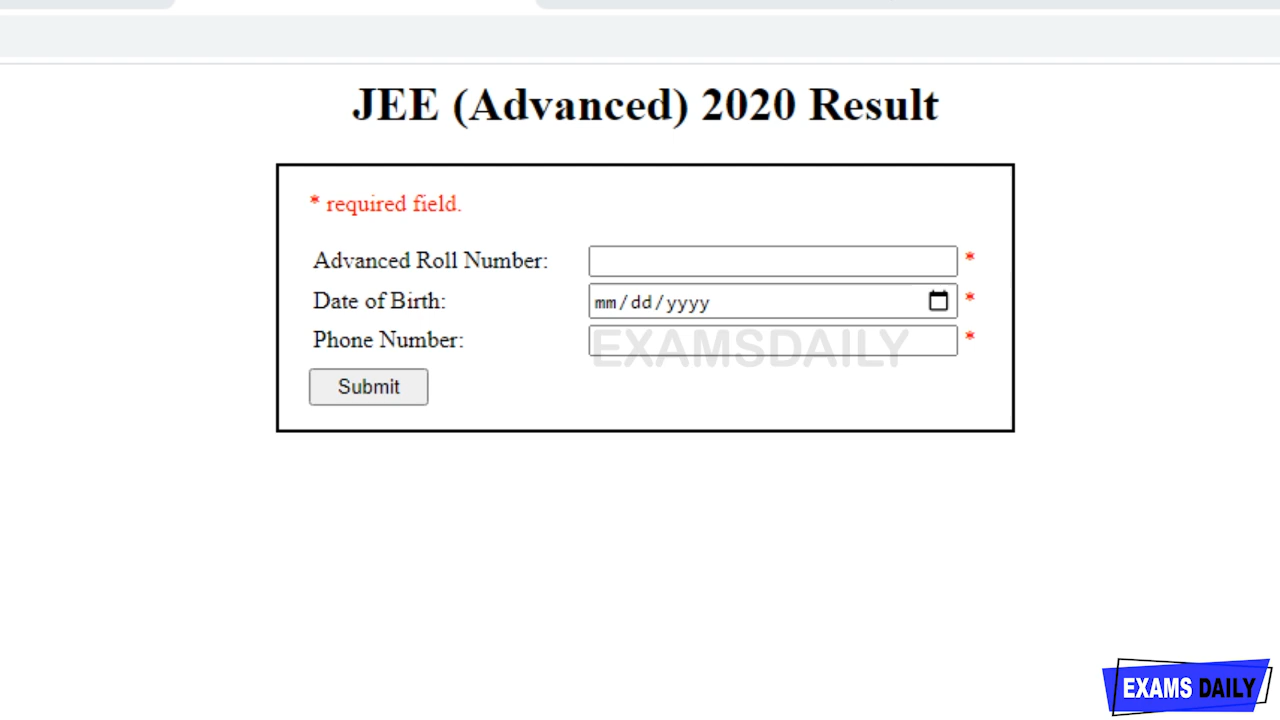 JEE (Advanced) 2020 Result
* required field.
Advanced Roll Number: *
Date of Birth: mm/dd/yyyy *
Phone Number: *
EXAMSDAILY
Submit
EXAMS DAILY